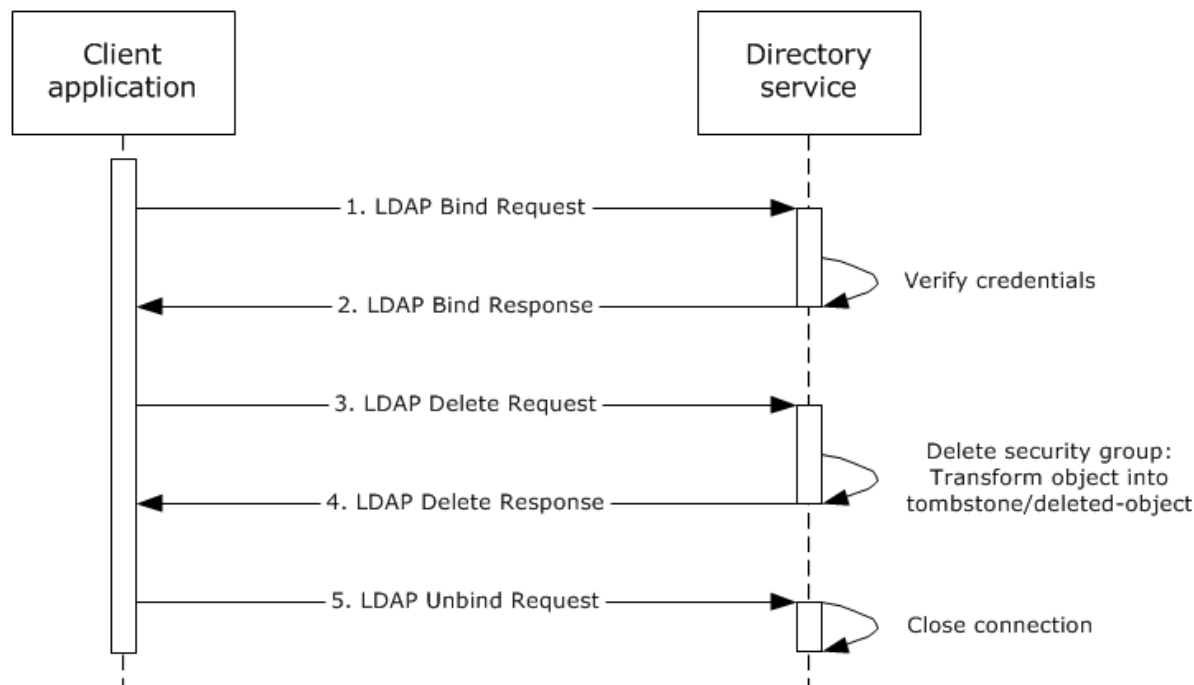 Client
application
Directory
service
1. LDAP Bind Request
Verify credentials
2. LDAP Bind Response
3. LDAP Delete Request
Delete security group:
Transform object into
tombstone/deleted-object
4. LDAP Delete Response
5. LDAP Unbind Request
Close connection